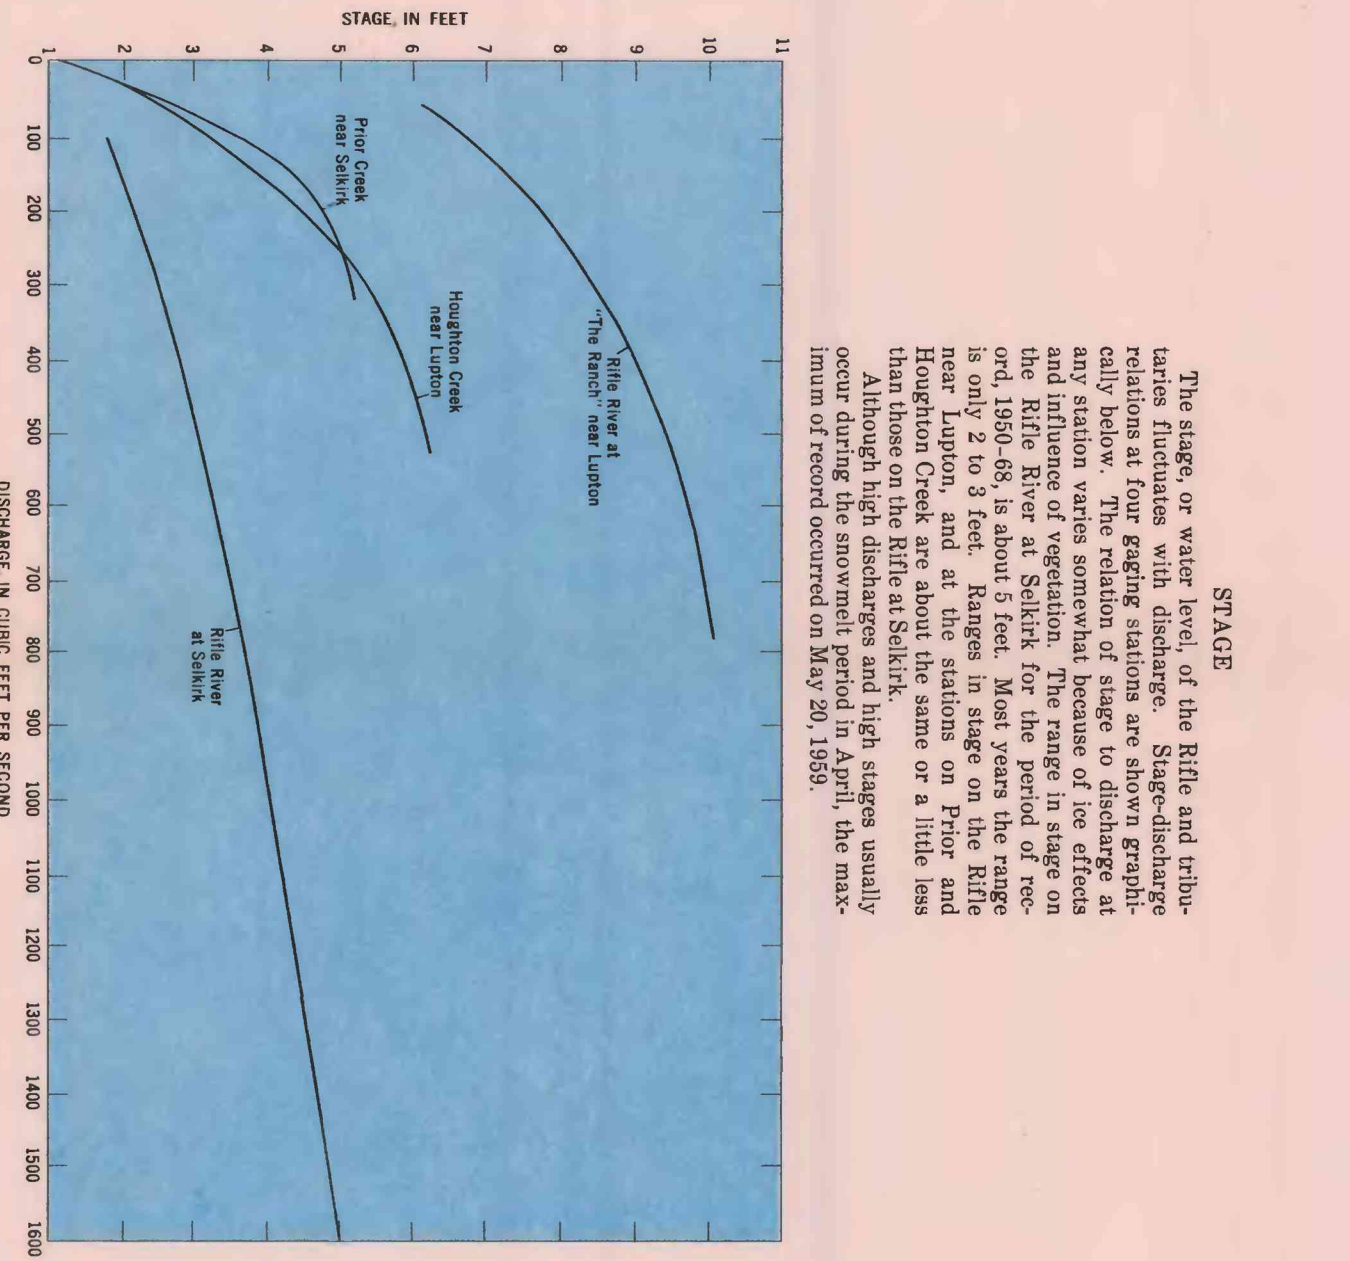 STAGE
The stage, or water level, of the Rifle and tribu-
taries fluctuates with discharge. Stage-discharge
relations at four gaging stations are shown graphi-
cally below. The relation of stage to discharge at
any station varies somewhat because of ice effects
and influence of vegetation. The range in stage on
the Rifle River at Selkirk for the period of rec-
ord, 1950-68, is about 5 feet. Most years the range
is only 2 to 3 feet. Ranges in stage on the Rifle
near Lupton, and at the stations on Prior and
Houghton Creek are about the same or a little less
than those on the Rifle at Selkirk.
Although high discharges and high stages usually
occur during the snowmelt period in April, the max-
imum of record occurred on May 20, 1959.
STAGE, IN FEET
11
10
9
8
7
6
5
4
3
2
1
Rifle River at
"The Ranch" near Lupton
Houghton Creek
near Lupton
Prior Creek
near Selkirk
Rifle River
at Selkirk
0 100 200 300 400 500 600 700 800 900 1000 1100 1200 1300 1400 1500 1600
DISCHARGE, IN CUBIC FEET PER SECOND